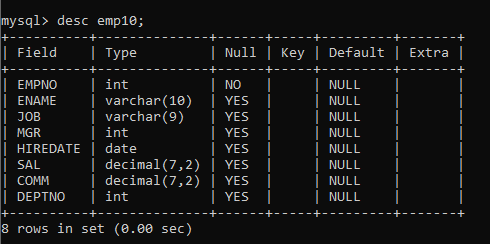 mysql> desc emp10;
+----------+--------------+------+-----+---------+-------+
| Field    | Type         | Null | Key | Default | Extra |
+----------+--------------+------+-----+---------+-------+
| EMPNO    | int          | NO   |     | NULL    |       |
| ENAME    | varchar(10)  | YES  |     | NULL    |       |
| JOB      | varchar(9)   | YES  |     | NULL    |       |
| MGR      | int          | YES  |     | NULL    |       |
| HIREDATE | date         | YES  |     | NULL    |       |
| SAL      | decimal(7,2) | YES  |     | NULL    |       |
| COMM     | decimal(7,2) | YES  |     | NULL    |       |
| DEPTNO   | int          | YES  |     | NULL    |       |
+----------+--------------+------+-----+---------+-------+
8 rows in set (0.00 sec)